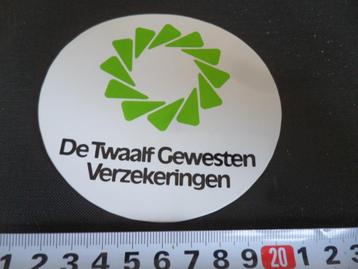 De Twaalf Gewesten
Verzekeringen
1 2 3 4 5 6 7 8 9 20 1 2 3